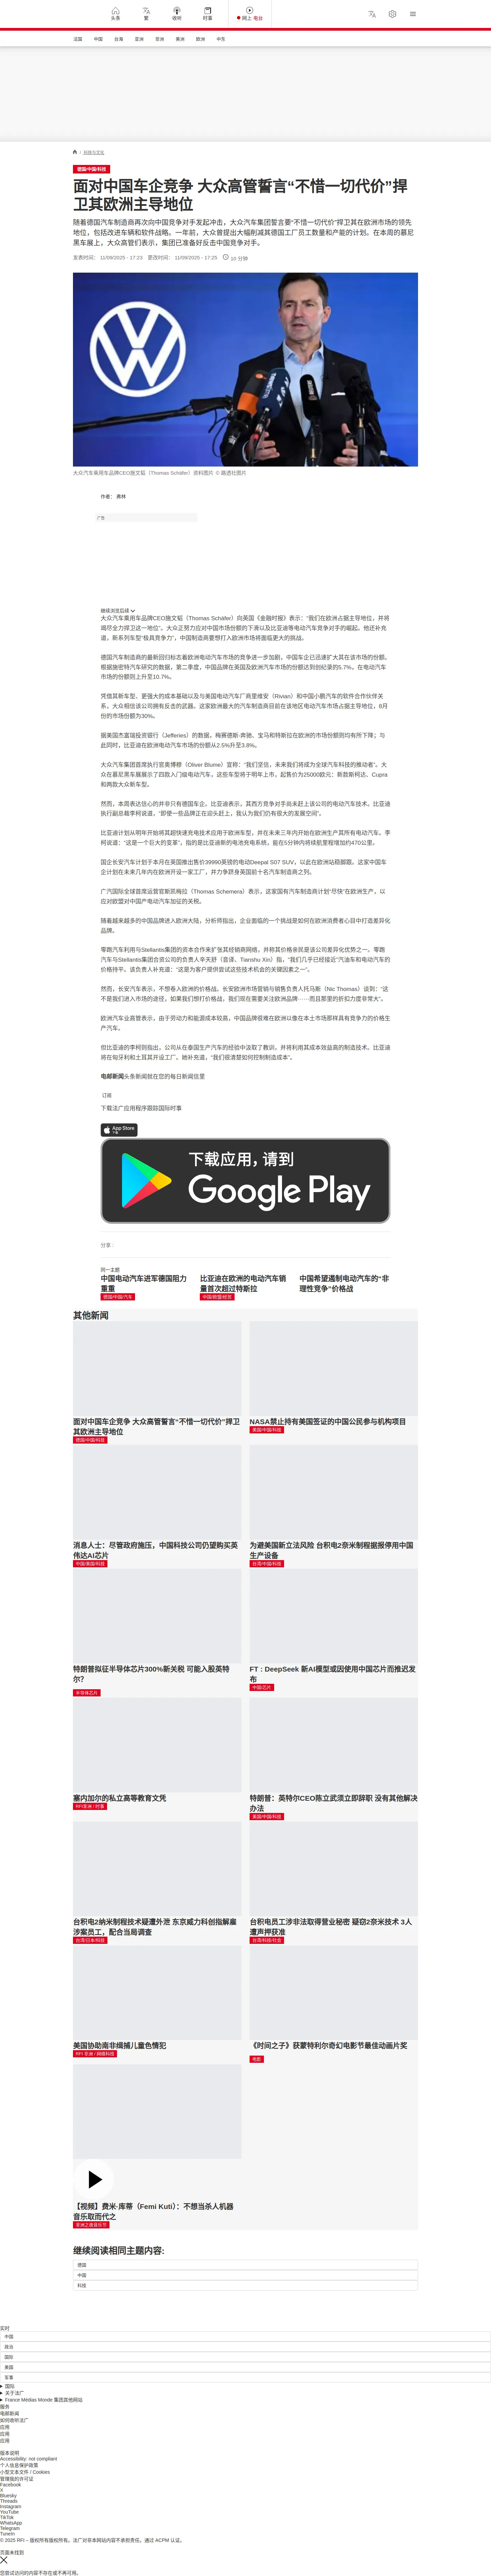 头条
繁
收听
时事
网上 电台
法国
中国
台海
亚洲
非洲
美洲
欧洲
中东
/ 科技与文化
德国/中国/科技
面对中国车企竞争 大众高管誓言“不惜一切代价”捍卫其欧洲主导地位
随着德国汽车制造商再次向中国竞争对手发起冲击，大众汽车集团誓言要“不惜一切代价”捍卫其在欧洲市场的领先地位，包括改进车辆和软件战略。一年前，大众曾提出大幅削减其德国工厂员工数量和产能的计划。在本周的慕尼黑车展上，大众高管们表示，集团已准备好反击中国竞争对手。
发表时间： 11/09/2025 - 17:23 更改时间： 11/09/2025 - 17:25 10 分钟
大众汽车乘用车品牌CEO施文韬（Thomas Schäfer）资料图片 © 路透社图片
作者： 弗林
广告
继续浏览后续
大众汽车乘用车品牌CEO施文韬（Thomas Schäfer）向英国《金融时报》表示：“我们在欧洲占据主导地位，并将竭尽全力捍卫这一地位”。大众正努力应对中国市场份额的下滑以及比亚迪等电动汽车竞争对手的崛起。他还补充道，新系列车型“极具竞争力”，中国制造商要想打入欧洲市场将面临更大的挑战。
德国汽车制造商的最新回归标志着欧洲电动汽车市场的竞争进一步加剧，中国车企已迅速扩大其在该市场的份额。根据施密特汽车研究的数据，第二季度，中国品牌在英国及欧洲汽车市场的份额达到创纪录的5.7%，在电动汽车市场的份额则上升至10.7%。
凭借其新车型、更强大的成本基础以及与美国电动汽车厂商里维安（Rivian）和中国小鹏汽车的软件合作伙伴关系，大众相信该公司拥有反击的武器。这家欧洲最大的汽车制造商目前在该地区电动汽车市场占据主导地位，8月份的市场份额为30%。
据美国杰富瑞投资银行（Jefferies）的数据，梅赛德斯-奔驰、宝马和特斯拉在欧洲的市场份额则均有所下降；与此同时，比亚迪在欧洲电动汽车市场的份额从2.5%升至3.8%。
大众汽车集团首席执行官奥博穆（Oliver Blume）宣称：“我们坚信，未来我们将成为全球汽车科技的推动者”。大众在慕尼黑车展展示了四款入门级电动汽车，这些车型将于明年上市，起售价为25000欧元：新款斯柯达、Cupra和两款大众新车型。
然而，本周表达信心的并非只有德国车企。比亚迪表示，其西方竞争对手尚未赶上该公司的电动汽车技术。比亚迪执行副总裁李柯说道，“即使一些品牌正在迎头赶上，我认为我们仍有很大的发展空间”。
比亚迪计划从明年开始将其超快速充电技术应用于欧洲车型，并在未来三年内开始在欧洲生产其所有电动汽车。李柯说道：“这是一个巨大的变革”，指的是比亚迪新的电池充电系统，能在5分钟内将续航里程增加约470公里。
国企长安汽车计划于本月在英国推出售价39990英镑的电动Deepal S07 SUV，以此在欧洲站稳脚跟。这家中国车企计划在未来几年内在欧洲开设一家工厂，并力争跻身英国前十名汽车制造商之列。
广汽国际全球首席运营官斯凯梅拉（Thomas Schemera）表示，这家国有汽车制造商计划“尽快”在欧洲生产，以应对欧盟对中国产电动汽车加征的关税。
随着越来越多的中国品牌进入欧洲大陆，分析师指出，企业面临的一个挑战是如何在欧洲消费者心目中打造差异化品牌。
零跑汽车利用与Stellantis集团的资本合作来扩张其经销商网络，并称其价格亲民是该公司差异化优势之一。零跑汽车与Stellantis集团合资公司的负责人辛天舒（音译，Tianshu Xin）指，“我们几乎已经接近”汽油车和电动汽车的价格持平。该负责人补充道：“这是为客户提供尝试这些技术机会的关键因素之一”。
然而，长安汽车表示，不想卷入欧洲的价格战。长安欧洲市场营销与销售负责人托马斯（Nic Thomas）谈到：“这不是我们进入市场的途径，如果我们想打价格战，我们现在需要关注欧洲品牌……而且那里的折扣力度非常大”。
欧洲汽车业高管表示，由于劳动力和能源成本较高，中国品牌很难在欧洲以像在本土市场那样具有竞争力的价格生产汽车。
但比亚迪的李柯则指出，公司从在泰国生产汽车的经验中汲取了教训，并将利用其或本效益高的制造技术。比亚迪将在匈牙利和土耳其开设工厂。她补充道，“我们很清楚如何控制制造成本”。
电邮新闻头条新闻就在您的每日新闻信里
订阅
下载法广应用程序跟踪国际时事
App Store
下载
下载应用，请到
Google Play
分享 :
同一主题
中国电动汽车进军德国阻力重重
德国/中国/汽车
比亚迪在欧洲的电动汽车销量首次超过特斯拉
中国/欧盟/经贸
中国希望遏制电动汽车的“非理性竞争”价格战
其他新闻
面对中国车企竞争 大众高管誓言“不惜一切代价”捍卫其欧洲主导地位
德国/中国/科技
NASA禁止持有美国签证的中国公民参与机构项目
美国/中国/科技
消息人士：尽管政府施压，中国科技公司仍望购买英伟达AI芯片
中国/美国/科技
为避美国新立法风险 台积电2奈米制程据报停用中国生产设备
台湾/中国/科技
特朗普拟征半导体芯片300%新关税 可能入股英特尔?
半导体芯片
FT：DeepSeek 新AI模型或因使用中国芯片而推迟发布
中国/芯片
塞内加尔的私立高等教育文凭
RFI非洲 / 时事
特朗普：英特尔CEO陈立武须立即辞职 没有其他解决办法
美国/中国/科技
台积电2纳米制程技术疑遭外泄 东京威力科创指解雇涉案员工，配合当局调查
台湾/日本/科技
台积电员工涉非法取得营业秘密 疑窃2奈米技术 3人遭声押获准
台湾/科技/社会
美国协助南非缉捕儿童色情犯
RFI 非洲 / 网络科技
《时间之子》获蒙特利尔奇幻电影节最佳动画片奖
电影
【视频】费米·库蒂（Femi Kuti）：不想当杀人机器 音乐取而代之
非洲之夜音乐节
继续阅读相同主题内容:
德国
中国
科技
实时
中国
政治
国际
美国
军事
国际
关于法广
France Médias Monde 集团其他网站
服务
电邮新闻
如何收听法广
应用
应用
应用
版本说明
Accessibility: not compliant
个人信息保护政策
小型文本文件 / Cookies
管理我的许可证
Facebook
X
Bluesky
Threads
Instagram
YouTube
TikTok
WhatsApp
Telegram
TuneIn
© 2025 RFI – 版权所有版权所有。法广对非本网站内容不承担责任。通过 ACPM 认证。
页面未找到
您尝试访问的内容不存在或不再可用。